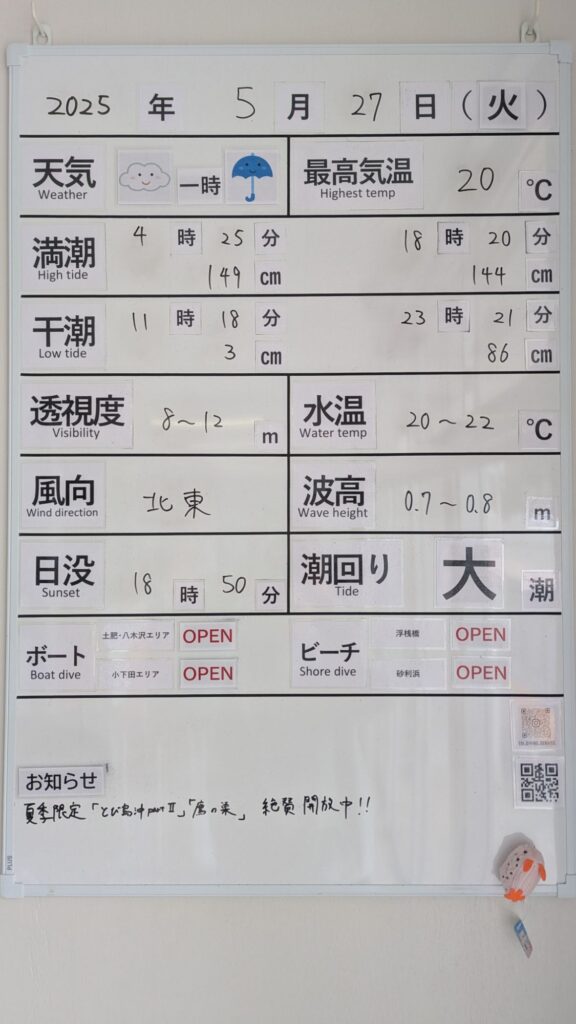 2025 年 5 月 27 日 (火)
天気 一時
Weather
最高気温 20 ℃
Highest temp
満潮 4 時 25 分 18 時 20 分
High tide 149 cm 144 cm
干潮 11 時 18 分 23 時 21 分
Low tide 3 cm 86 cm
透視度 8～12 m
Visibility
水温 20～22 ℃
Water temp
風向 北東
Wind direction
波高 0.7～0.8 m
Wave height
日没 18 時 50 分
Sunset
潮回り 大 潮
Tide
ボート
Boat dive
土肥・八木沢エリア OPEN
小下田エリア OPEN
ビーチ
Shore dive
浮桟橋 OPEN
砂利浜 OPEN
お知らせ
夏季限定「とび島沖partⅡ」「鷹の巣」 絶賛開放中!!
PLUS